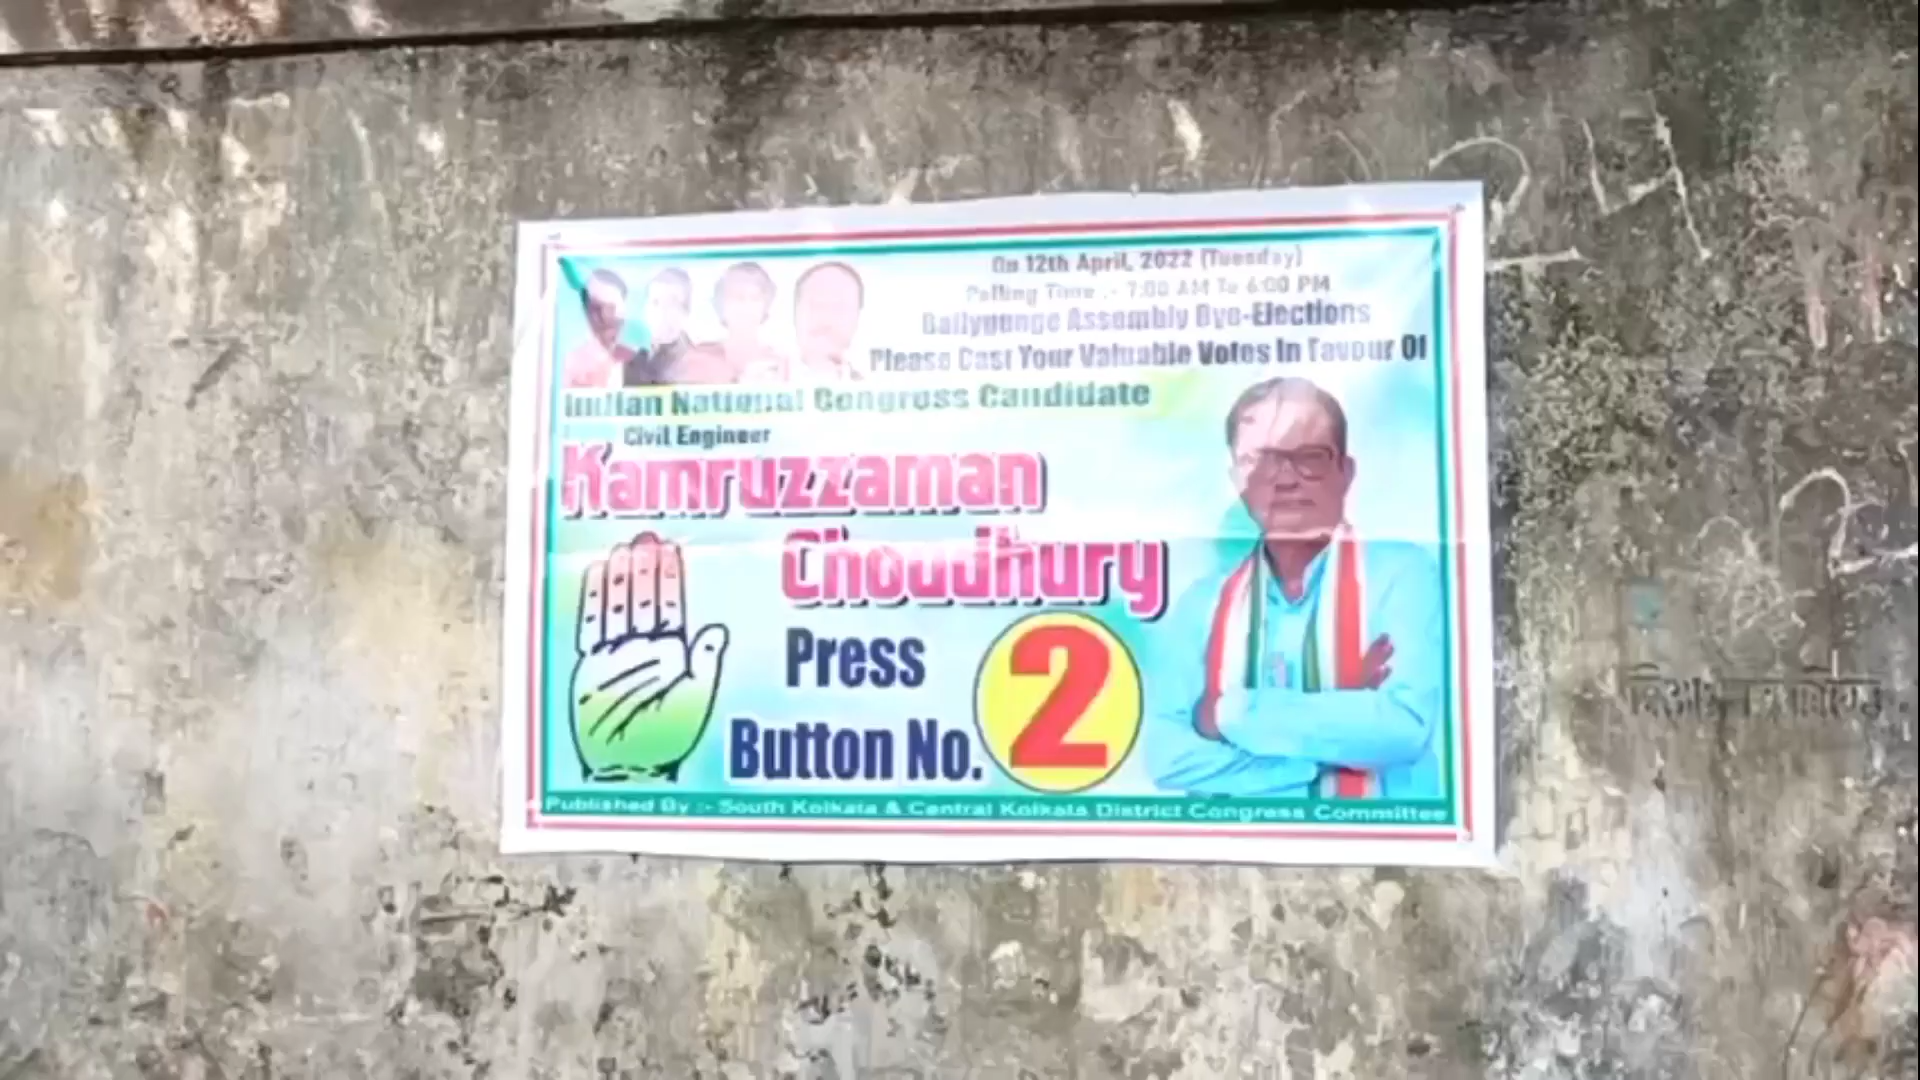 On 12th April, 2022 (Tuesday)
Polling Time :- 7:00 AM To 6:00 PM
Ballygunge Assembly Bye-Elections
Please Cast Your Valuable Votes In Favour Of
Indian National Congress Candidate
Civil Engineer
Kamruzzaman
Choudhury
Press
Button No. 2
Published By :- South Kolkata & Central Kolkata District Congress Committee